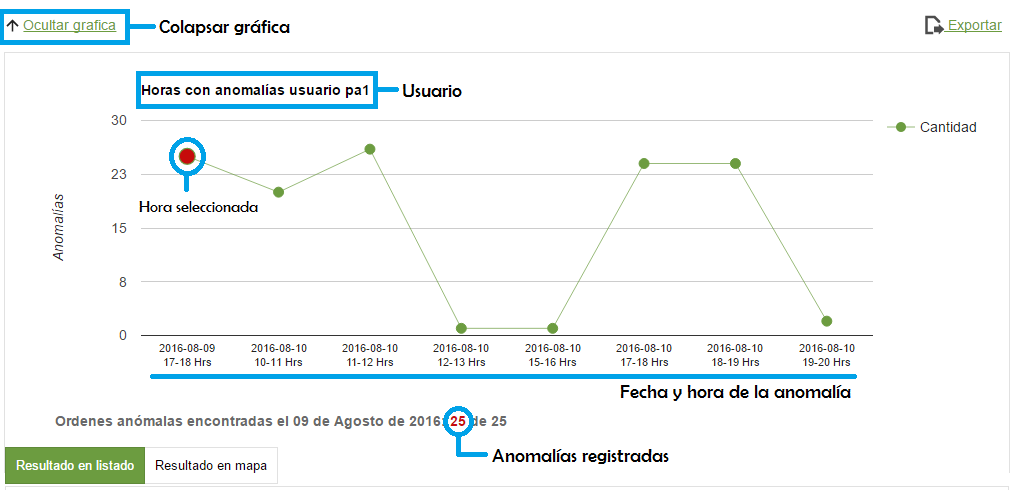 Ocultar grafica
Colapsar gráfica
Exportar
Horas con anomalías usuario pa1
Usuario
Cantidad
30
23
15
8
0
Anomalías
Hora seleccionada
2016-08-09 2016-08-10 2016-08-10 2016-08-10 2016-08-10 2016-08-10 2016-08-10 2016-08-10
17-18 Hrs 10-11 Hrs 11-12 Hrs 12-13 Hrs 15-16 Hrs 17-18 Hrs 18-19 Hrs 19-20 Hrs
Fecha y hora de la anomalía
Ordenes anómalas encontradas el 09 de Agosto de 2016: 25 de 25
Anomalías registradas
Resultado en listado
Resultado en mapa